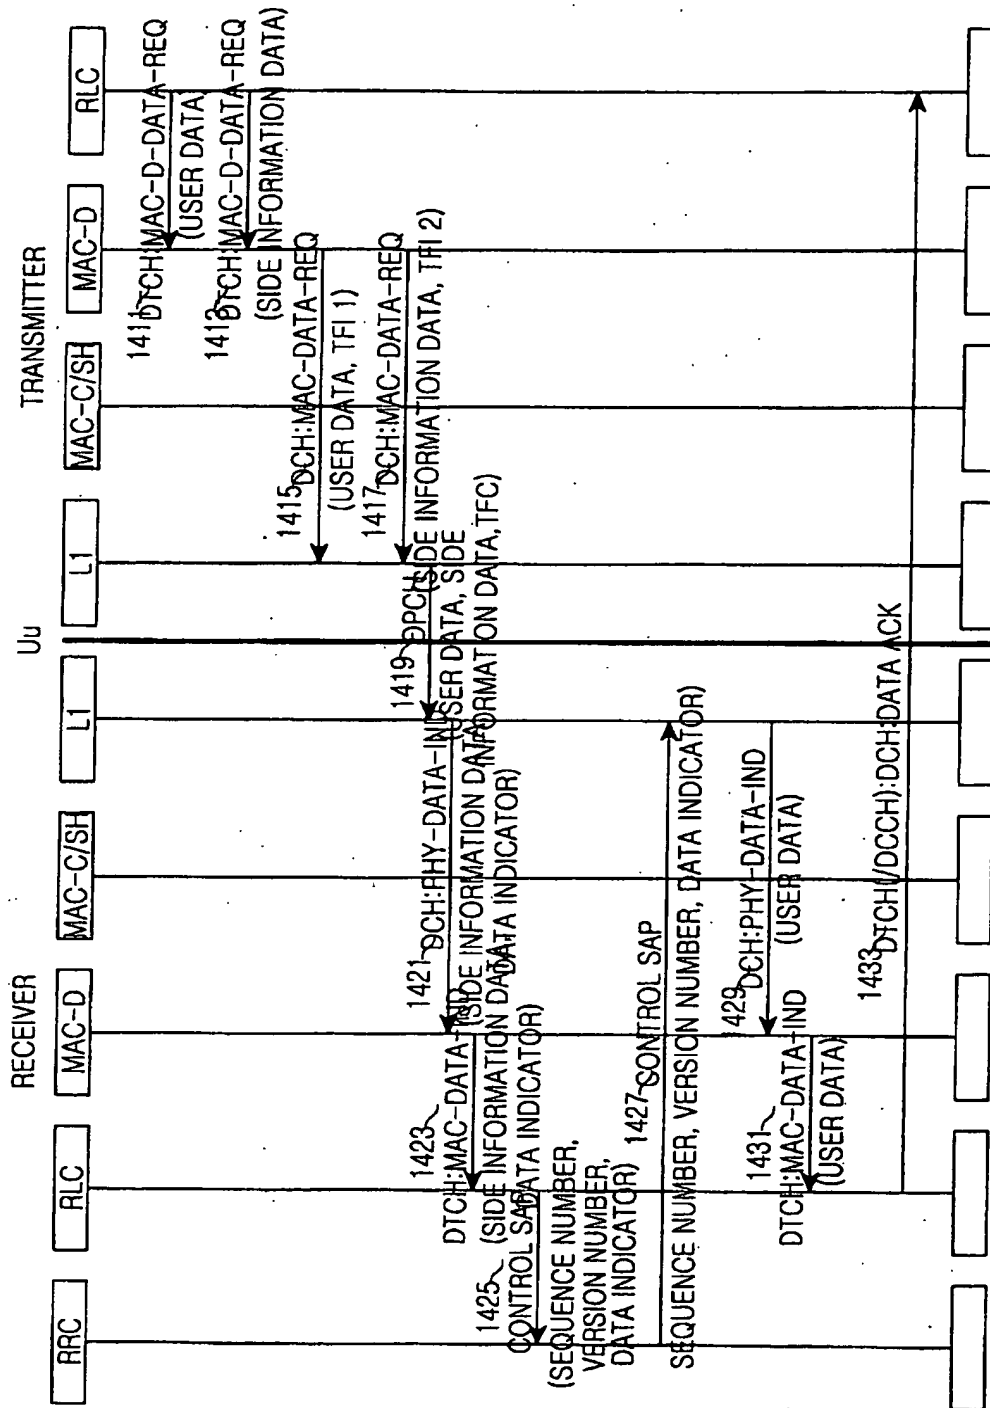 RECEIVER
Uu
TRANSMITTER
RRC
RLC
MAC-D
MAC-C/SH
L1
L1
MAC-C/SH
MAC-D
RLC
1411
DTCH:MAC-D-DATA-REQ
(USER DATA)
1413
DTCH:MAC-D-DATA-REQ
(SIDE INFORMATION DATA)
1415
DCH:MAC-DATA-REQ
(USER DATA, TFI 1)
1417
DCH:MAC-DATA-REQ
(SIDE INFORMATION DATA, TFI 2)
1419
DPCH
(USER DATA, SIDE
INFORMATION DATA,TFC)
1421
DCH:PHY-DATA-IND
(SIDE INFORMATION DATA,
DATA INDICATOR)
1423
DTCH:MAC-DATA-IND
(SIDE INFORMATION DATA,
DATA INDICATOR)
1425
CONTROL SAP
(SEQUENCE NUMBER,
VERSION NUMBER,
DATA INDICATOR)
1427
CONTROL SAP
SEQUENCE NUMBER, VERSION NUMBER, DATA INDICATOR)
1429
DCH:PHY-DATA-IND
(USER DATA)
1431
DTCH:MAC-DATA-IND
(USER DATA)
1433
DTCH(/DCCH):DCH:DATA ACK